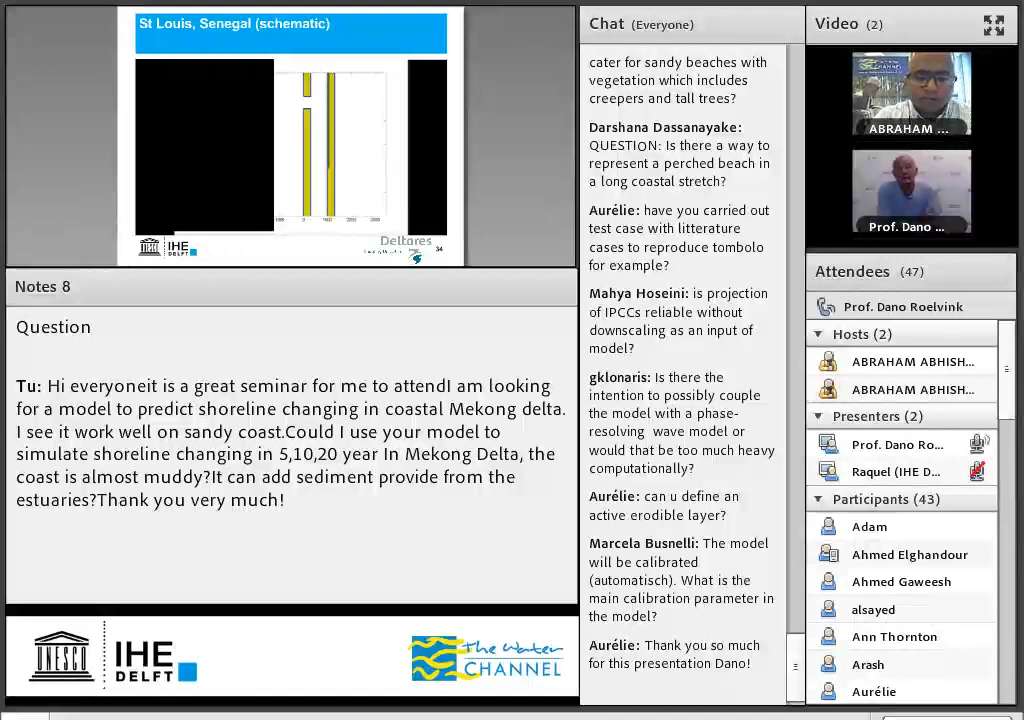 St Louis, Senegal (schematic)
IHE
DELFT
Deltares
34
Notes 8
Question
Tu: Hi everyoneit is a great seminar for me to attendI am looking
for a model to predict shoreline changing in coastal Mekong delta.
I see it work well on sandy coast.Could I use your model to
simulate shoreline changing in 5,10,20 year In Mekong Delta, the
coast is almost muddy?It can add sediment provide from the
estuaries?Thank you very much!
UNESCO
IHE
DELFT
the Water
CHANNEL
Chat (Everyone)
cater for sandy beaches with
vegetation which includes
creepers and tall trees?
Darshana Dassanayake:
QUESTION: Is there a way to
represent a perched beach in
a long coastal stretch?
Aurélie: have you carried out
test case with litterature
cases to reproduce tombolo
for example?
Mahya Hoseini: is projection
of IPCCs reliable without
downscaling as an input of
model?
gklonaris: Is there the
intention to possibly couple
the model with a phase-
resolving wave model or
would that be too much heavy
computationally?
Aurélie: can u define an
active erodible layer?
Marcela Busnelli: The model
will be calibrated
(automatisch). What is the
main calibration parameter in
the model?
Aurélie: Thank you so much
for this presentation Dano!
Video (2)
CHANNEL
ABRAHAM ...
Prof. Dano ...
Attendees (47)
Prof. Dano Roelvink
Hosts (2)
ABRAHAM ABHISH...
ABRAHAM ABHISH...
Presenters (2)
Prof. Dano Ro...
Raquel (IHE D...
Participants (43)
Adam
Ahmed Elghandour
Ahmed Gaweesh
alsayed
Ann Thornton
Arash
Aurélie